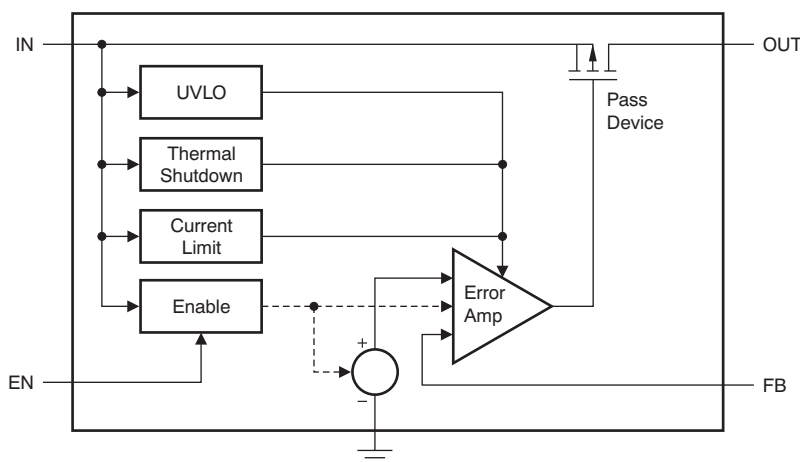 IN
OUT
UVLO
Pass
Device
Thermal
Shutdown
Current
Limit
Enable
Error
Amp
+
−
EN
FB